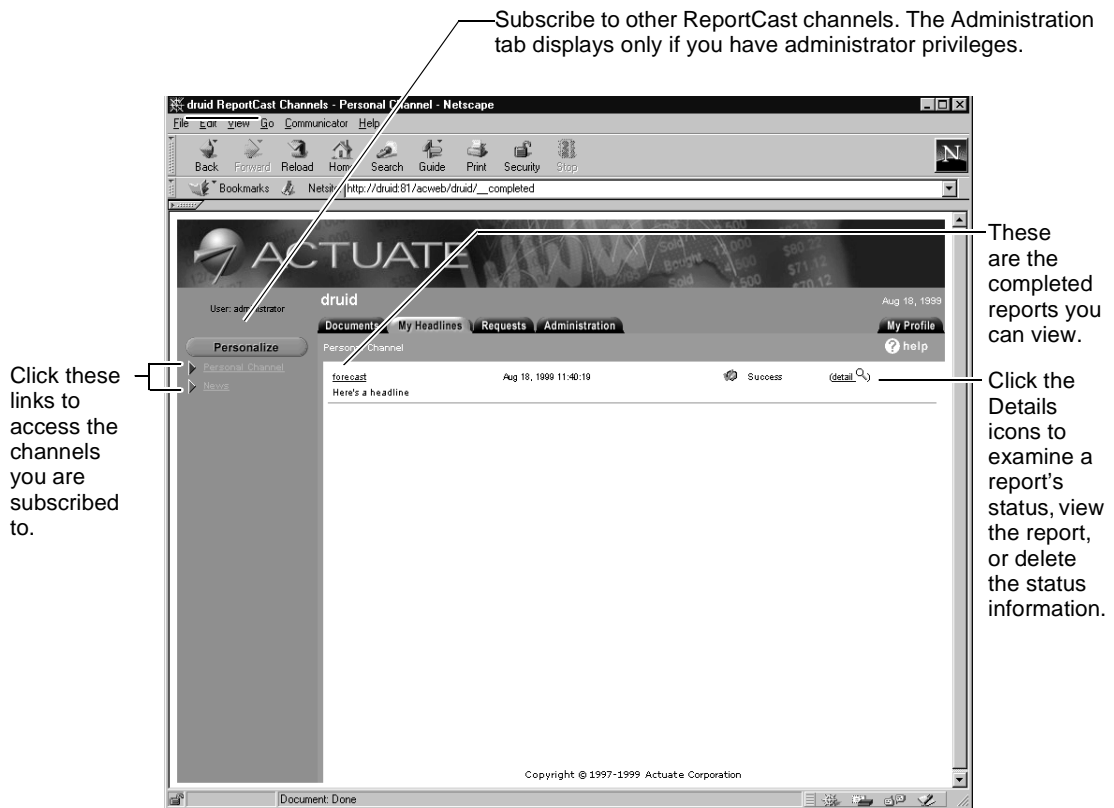 Subscribe to other ReportCast channels. The Administration
tab displays only if you have administrator privileges.
druid ReportCast Channels - Personal Channel - Netscape
File Edit View Go Communicator Help
Back Forward Reload Home Search Guide Print Security Stop
Bookmarks Netsite: http://druid:81/acweb/druid/__completed
ACTUATE
User: administrator
druid
Aug 18, 1999
Documents My Headlines Requests Administration My Profile
Personalize
Personal Channel
help
Personal Channel
News
forecast Aug 18, 1999 11:40:19 Success (detail)
Here's a headline
Copyright © 1997-1999 Actuate Corporation
Document: Done
These
are the
completed
reports you
can view.
Click the
Details
icons to
examine a
report's
status, view
the report,
or delete
the status
information.
Click these
links to
access the
channels
you are
subscribed
to.